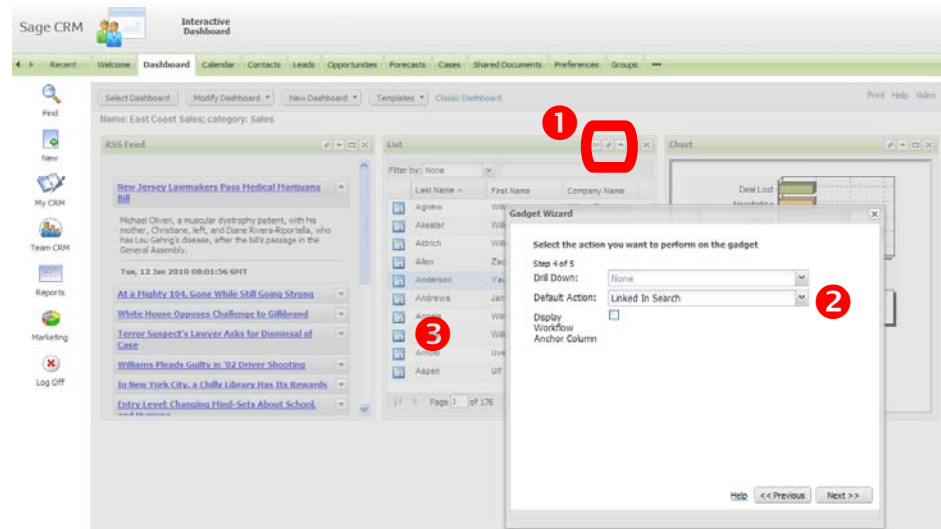 Sage CRM
Interactive
Dashboard
Recent Welcome Dashboard Calendar Contacts Leads Opportunities Forecasts Cases Shared Documents Preferences Groups
Find
New
My CRM
Team CRM
Reports
Marketing
Log Off
Select Dashboard Modify Dashboard New Dashboard Templates Classic Dashboard Print Help Video
Name: East Coast Sales; category: Sales
RSS Feed
New Jersey Lawmakers Pass Medical Marijuana
Bill
Michael Oliveri, a muscular dystrophy patient, with his
mother, Christiane, left, and Diane Rivera-Riportella, who
has Lou Gehrig's disease, after the bill's passage in the
General Assembly.
Tue, 12 Jan 2010 08:01:56 GMT
At a Mighty 104, Gone While Still Going Strong
White House Opposes Challenge to Gillibrand
Terror Suspect's Lawyer Asks for Dismissal of
Case
Williams Pleads Guilty in '02 Driver Shooting
In New York City, a Chilly Library Has Its Rewards
Entry Level: Changing Mind-Sets About School,
1
List
Filter by: None
Last Name First Name Company Name
Agnew
Akester
Aldrich
Allen Zac
Anderson
Andrews Jan
3
Arnold Uve
Aspen Ulf
Page 1 of 176
Chart
Deal Lost
Negotiating
Gadget Wizard
Select the action you want to perform on the gadget
Step 4 of 5
Drill Down: None
Default Action: Linked In Search
2
Display
Workflow
Anchor Column
Help << Previous Next >>